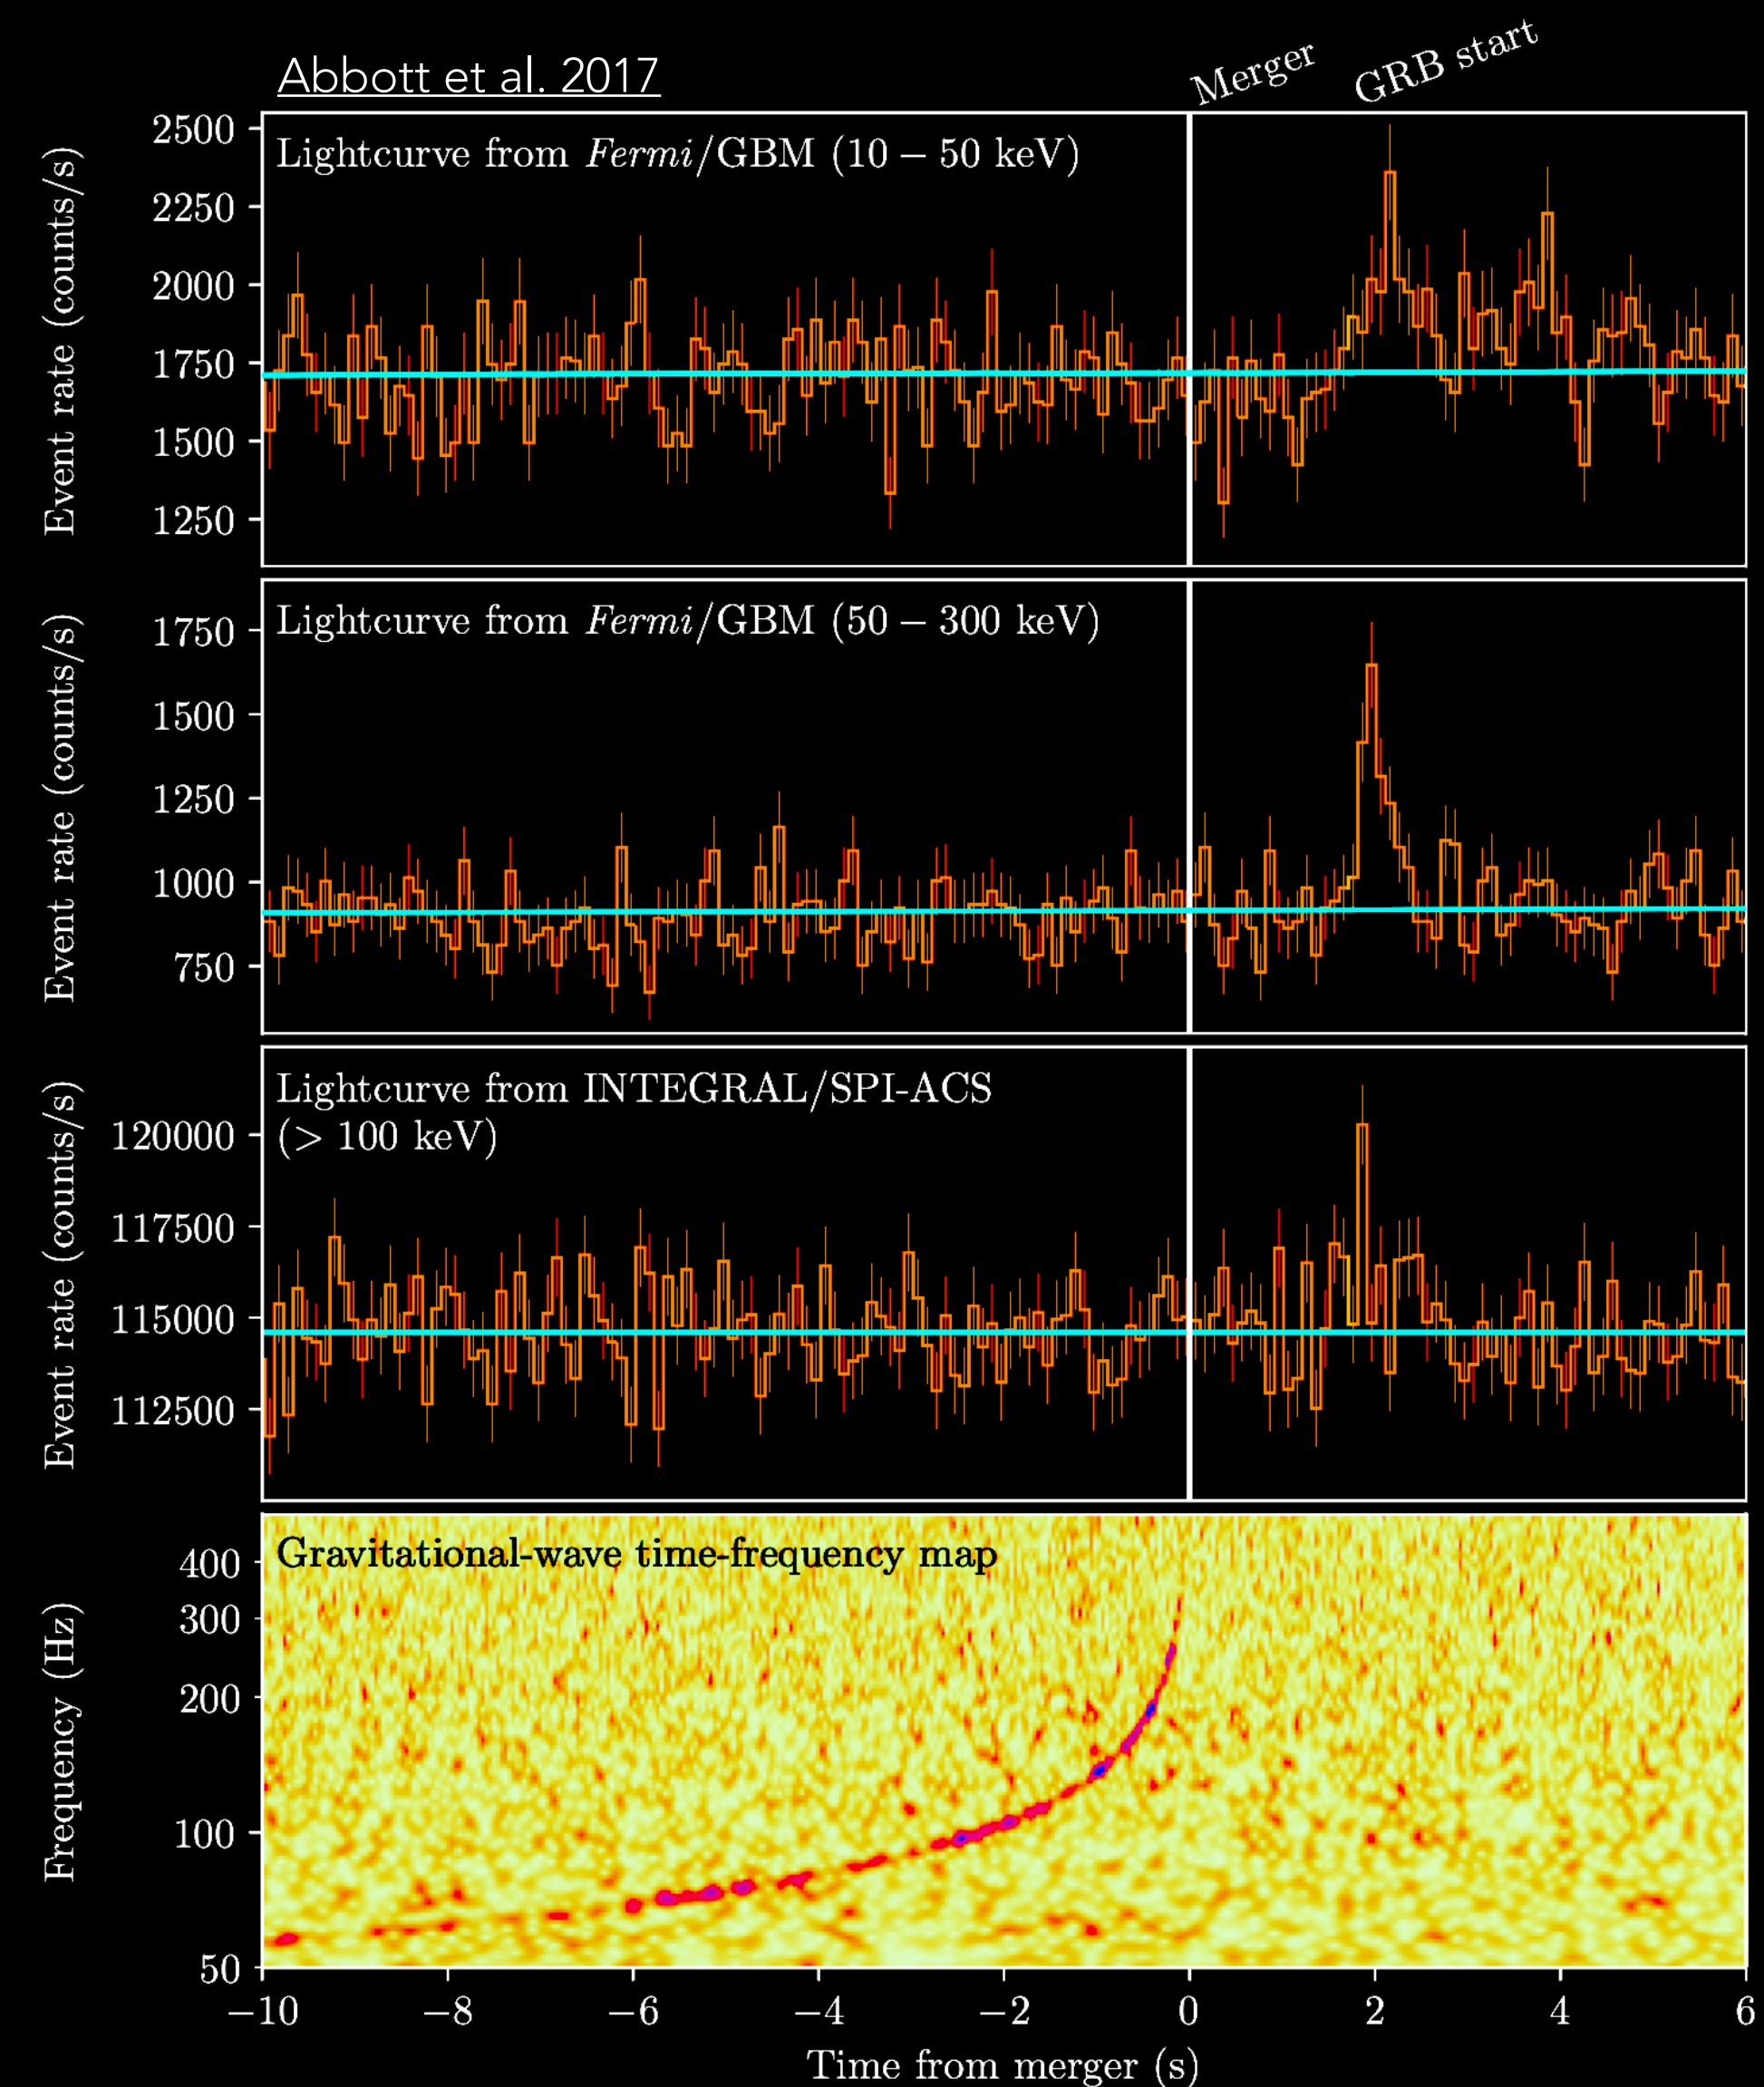 Abbott et al. 2017
Merger
GRB start
Lightcurve from Fermi/GBM (10 – 50 keV)
Event rate (counts/s)
2500
2250
2000
1750
1500
1250
Lightcurve from Fermi/GBM (50 – 300 keV)
Event rate (counts/s)
1750
1500
1250
1000
750
Lightcurve from INTEGRAL/SPI-ACS
(> 100 keV)
Event rate (counts/s)
120000
117500
115000
112500
Gravitational-wave time-frequency map
Frequency (Hz)
400
300
200
100
50
−10 −8 −6 −4 −2 0 2 4 6
Time from merger (s)